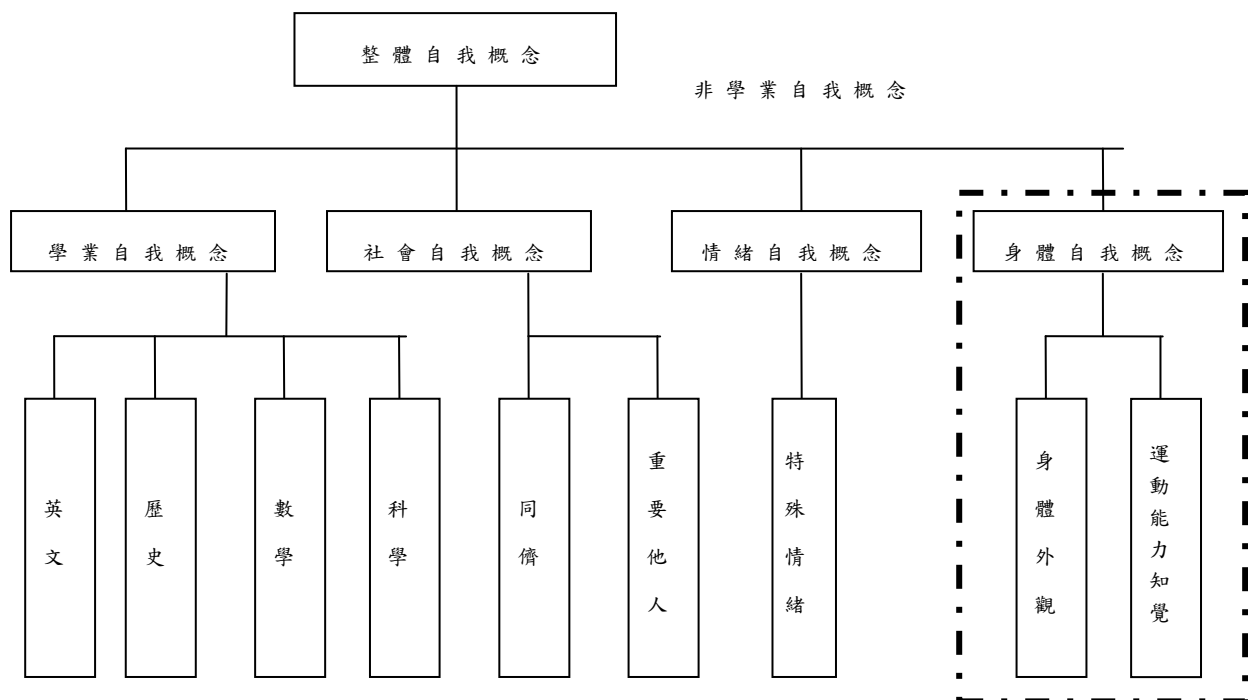 整體自我概念
非學業自我概念
學業自我概念
社會自我概念
情緒自我概念
身體自我概念
英文
歷史
數學
科學
同儕
重要他人
特殊情緒
身體外觀
運動能力知覺